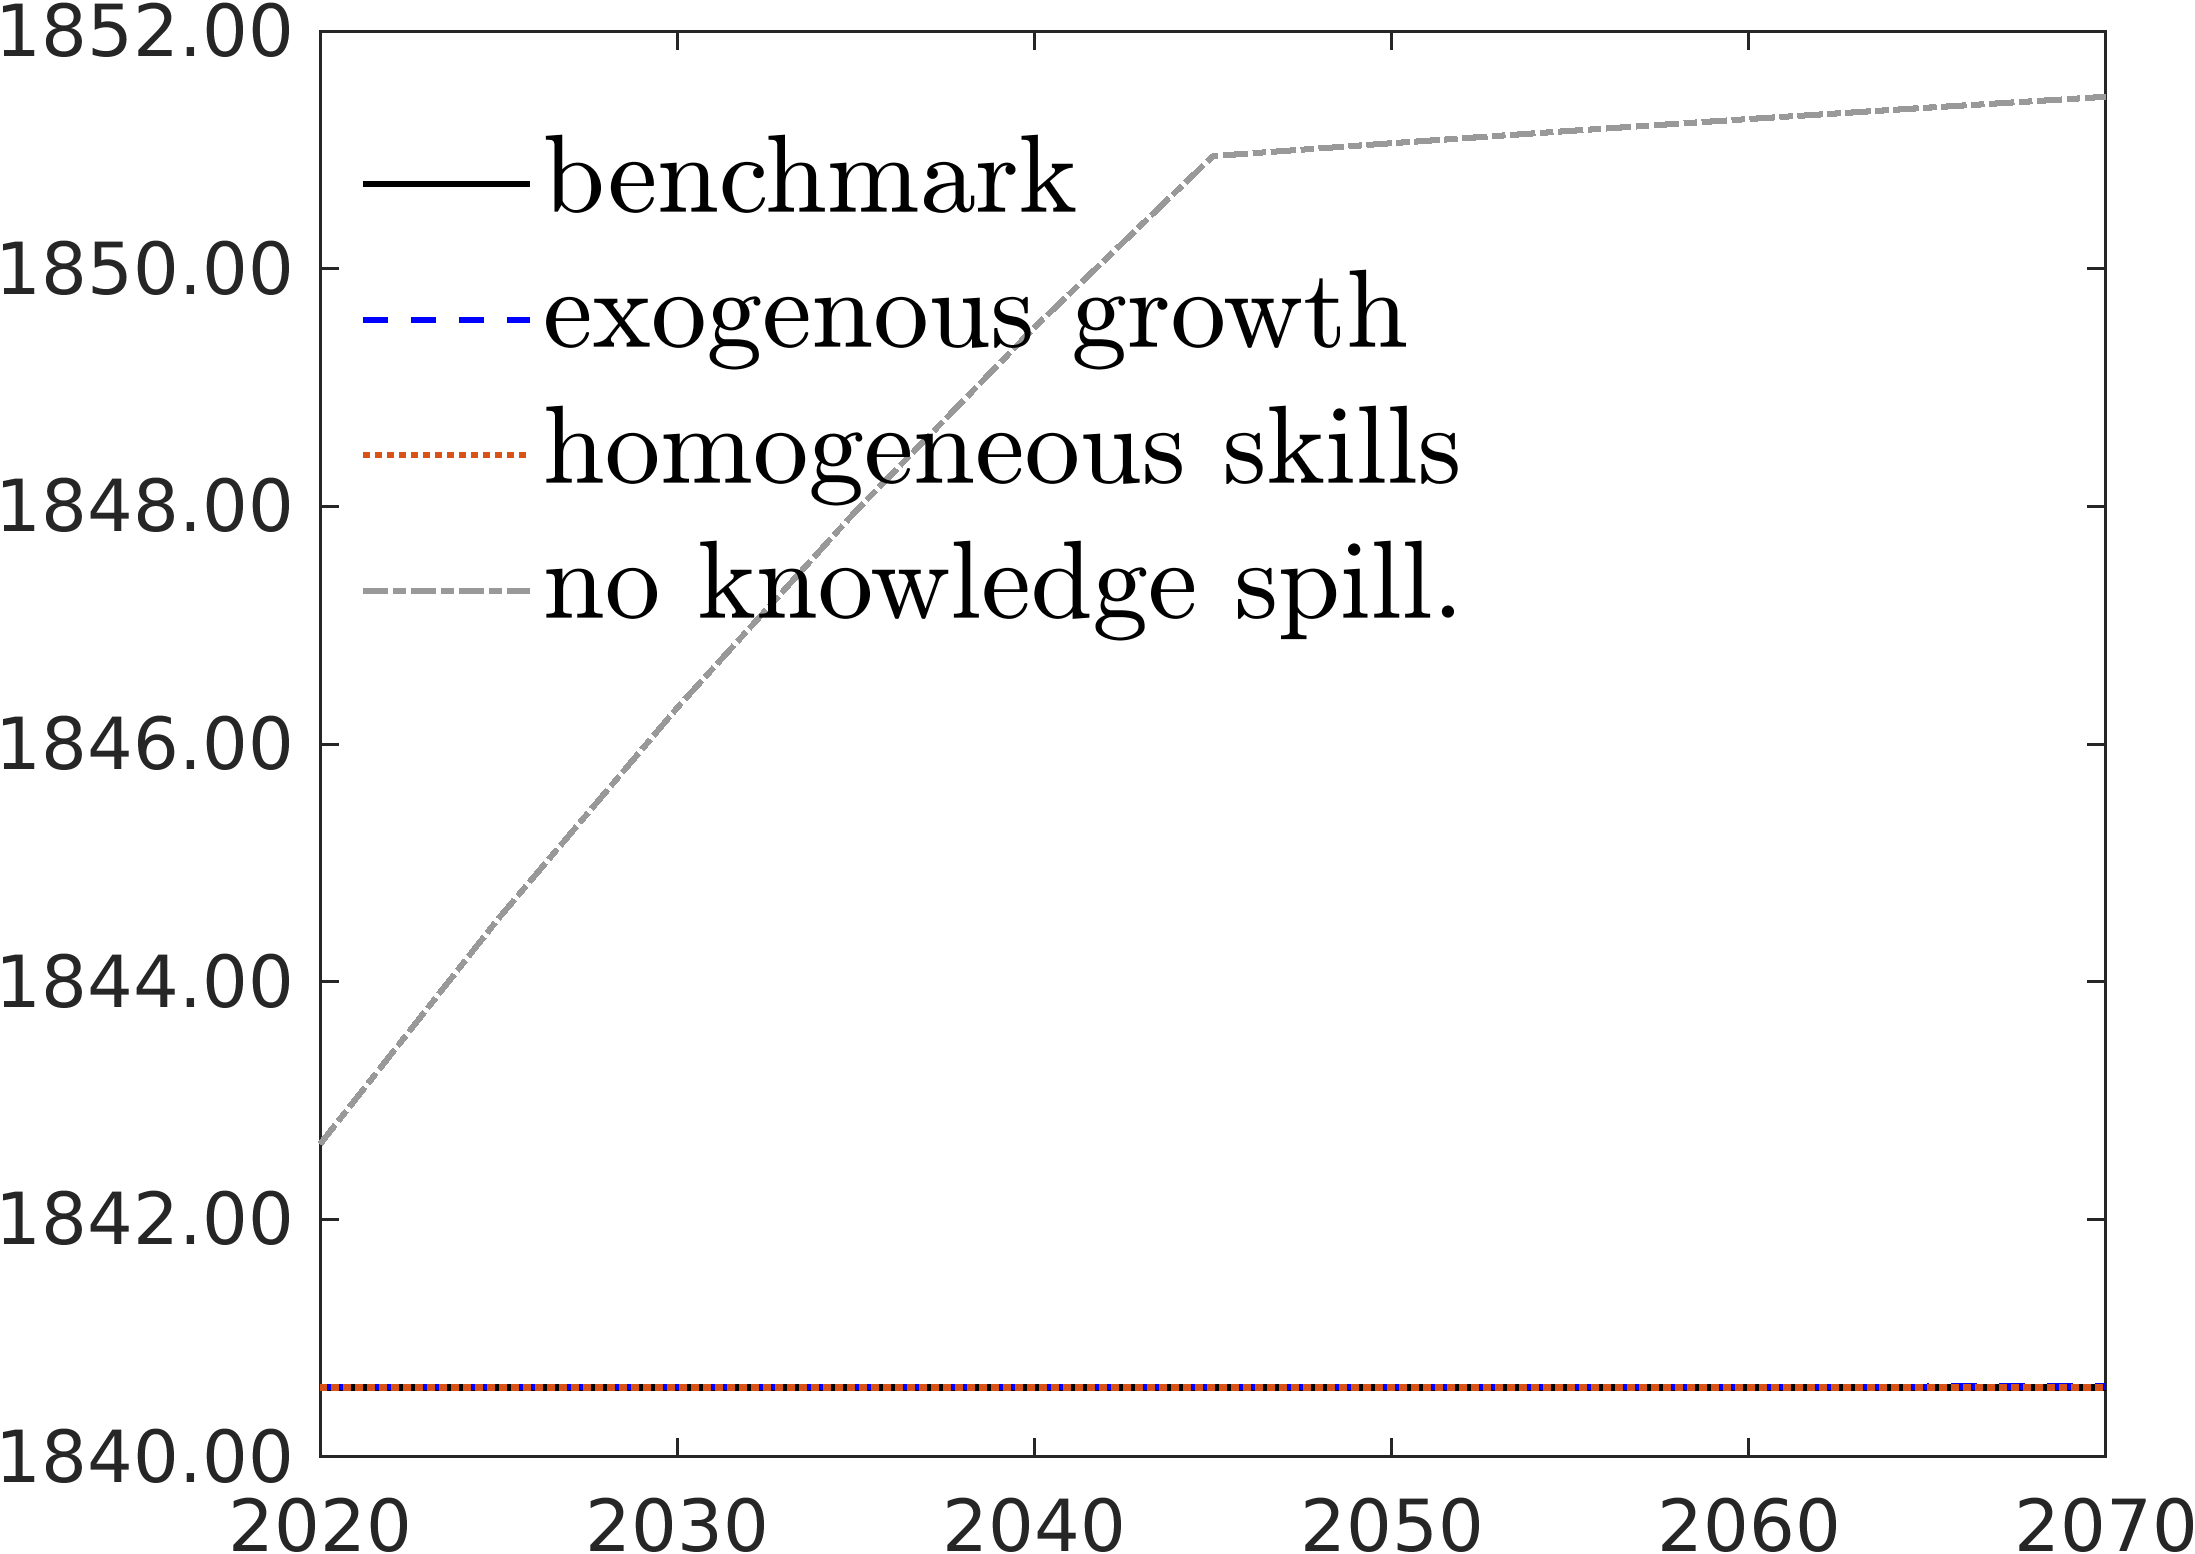 1852.00
benchmark
1850.00
exogenous growth
homogeneous skills
1848.00
no knowledge spill.
1846.00
1844.00
1842.00
1840.00
2020 2030 2040 2050 2060 2070